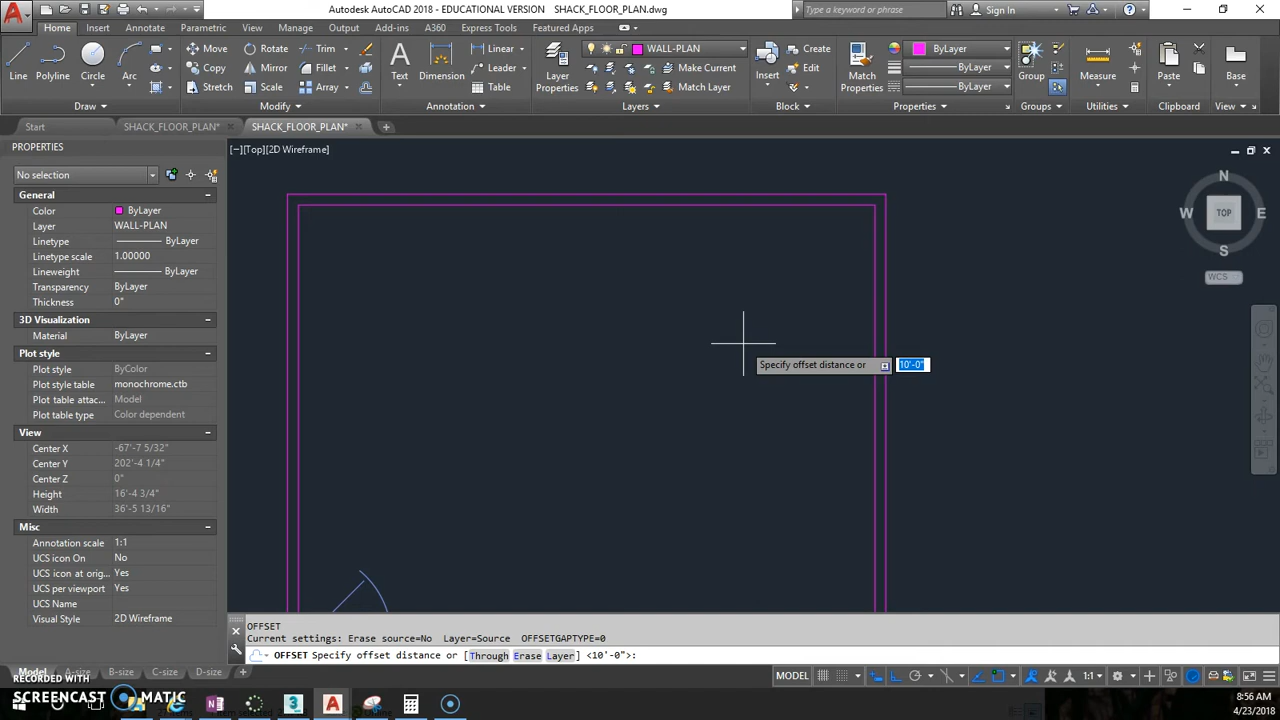 Autodesk AutoCAD 2018 - EDUCATIONAL VERSION SHACK_FLOOR_PLAN.dwg
Type a keyword or phrase
Sign In
Home Insert Annotate Parametric View Manage Output Add-ins A360 Express Tools Featured Apps
Line
Polyline
Circle
Arc
Move
Rotate
Trim
Copy
Mirror
Fillet
Stretch
Scale
Array
Text
Dimension
Linear
Leader
Table
Layer
Properties
WALL-PLAN
Make Current
Match Layer
Insert
Create
Edit
Match
Properties
ByLayer
ByLayer
ByLayer
Group
Measure
Paste
Base
Draw
Modify
Annotation
Layers
Block
Properties
Groups
Utilities
Clipboard
View
Start
SHACK_FLOOR_PLAN*
SHACK_FLOOR_PLAN*
PROPERTIES
[−][Top][2D Wireframe]
No selection
General
Color ByLayer
Layer WALL-PLAN
Linetype ByLayer
Linetype scale 1.00000
Lineweight ByLayer
Transparency ByLayer
Thickness 0"
3D Visualization
Material ByLayer
Plot style
Plot style ByColor
Plot style table monochrome.ctb
Plot table attac... Model
Plot table type Color dependent
View
Center X -67'-7 5/32"
Center Y 202'-4 1/4"
Center Z 0"
Height 16'-4 3/4"
Width 36'-5 13/16"
Misc
Annotation scale 1:1
UCS icon On No
UCS icon at orig... Yes
UCS per viewport Yes
UCS Name
Visual Style 2D Wireframe
N
W TOP E
S
WCS
Specify offset distance or 10'-0"
OFFSET
Current settings: Erase source=No Layer=Source OFFSETGAPTYPE=0
OFFSET Specify offset distance or [Through Erase Layer] <10'-0">:
Model A-size B-size C-size D-size
MODEL
1:1
RECORDED WITH
SCREENCAST MATIC
8:56 AM
4/23/2018